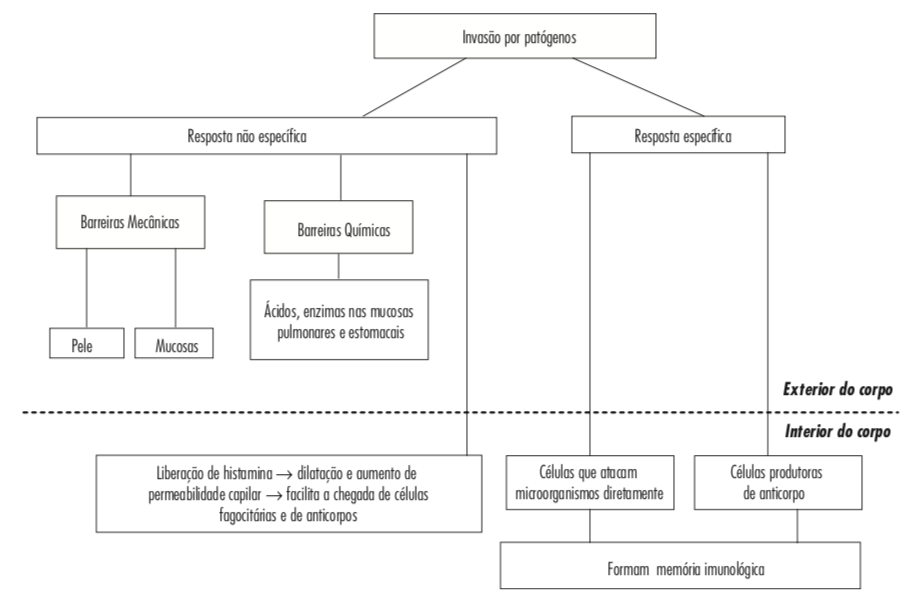 Invasão por patógenos
Resposta não específica
Resposta específica
Barreiras Mecânicas
Barreiras Químicas
Ácidos, enzimas nas mucosas
pulmonares e estomacais
Pele
Mucosas
Exterior do corpo
Interior do corpo
Liberação de histamina → dilatação e aumento de
permeabilidade capilar → facilita a chegada de células
fagocitárias e de anticorpos
Células que atacam
microorganismos diretamente
Células produtoras
de anticorpo
Formam memória imunológica